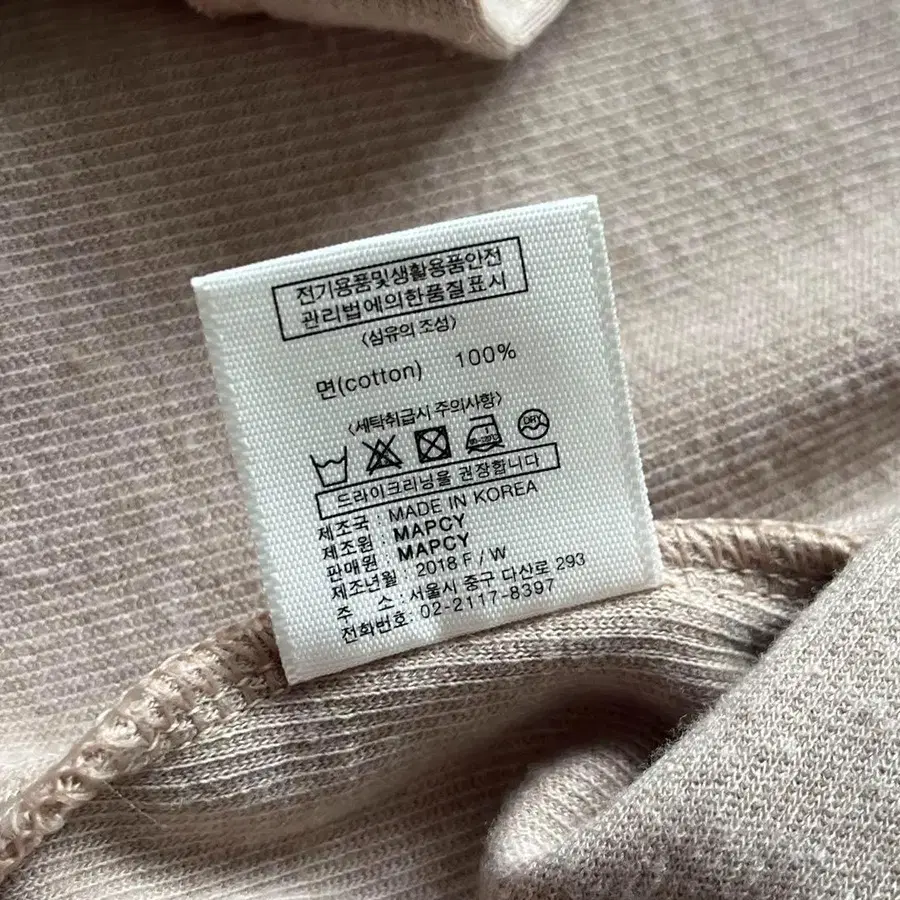 전기용품및생활용품안전
관리법에의한품질표시
〈섬유의 조성〉
면(cotton) 100%
〈세탁취급시 주의사항〉
DRY
드라이크리닝을 권장합니다
제조국 : MADE IN KOREA
제조원 : MAPCY
판매원 : MAPCY
제조년월 : 2018 F / W
주 소 : 서울시 중구 다산로 293
전화번호: 02-2117-8397